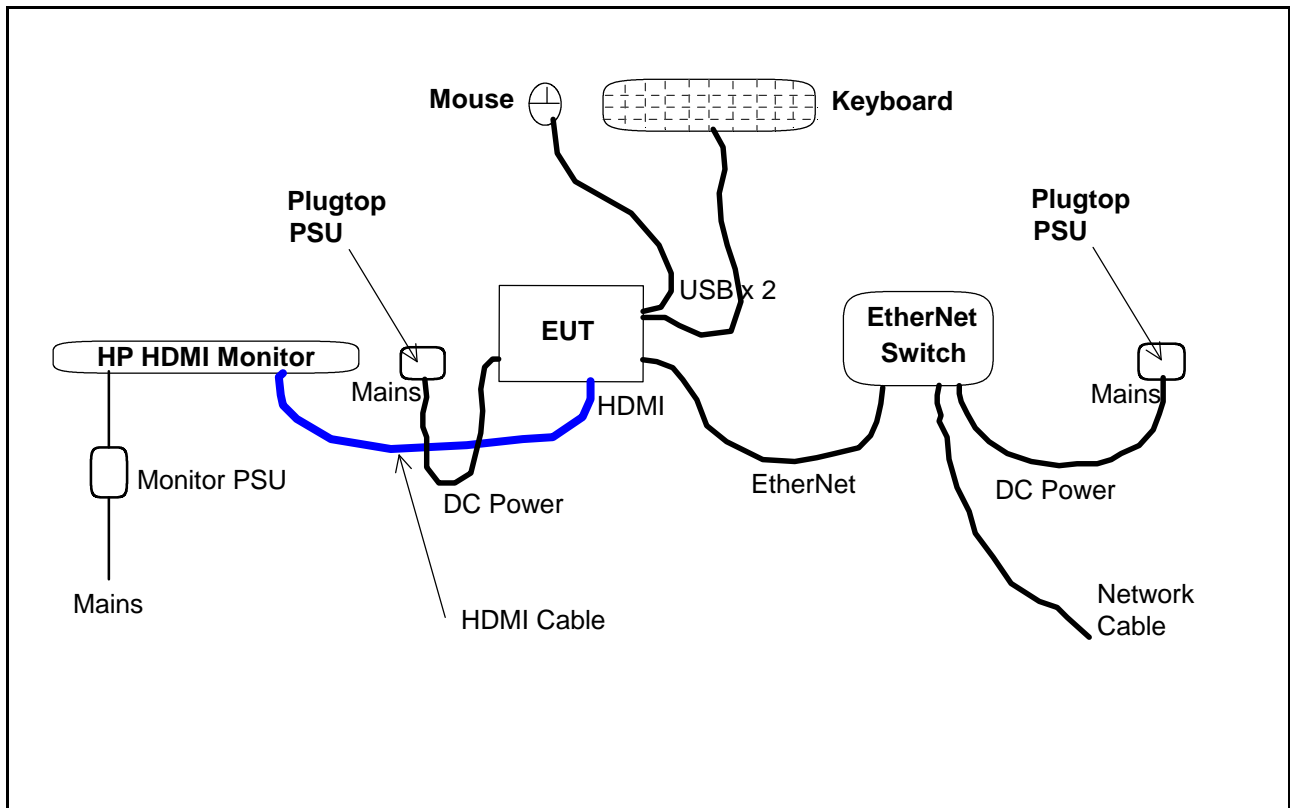 Mouse
Keyboard
Plugtop
PSU
Plugtop
PSU
USB x 2
EUT
EtherNet
Switch
HP HDMI Monitor
Mains
HDMI
Mains
Monitor PSU
DC Power
EtherNet
DC Power
Mains
HDMI Cable
Network
Cable